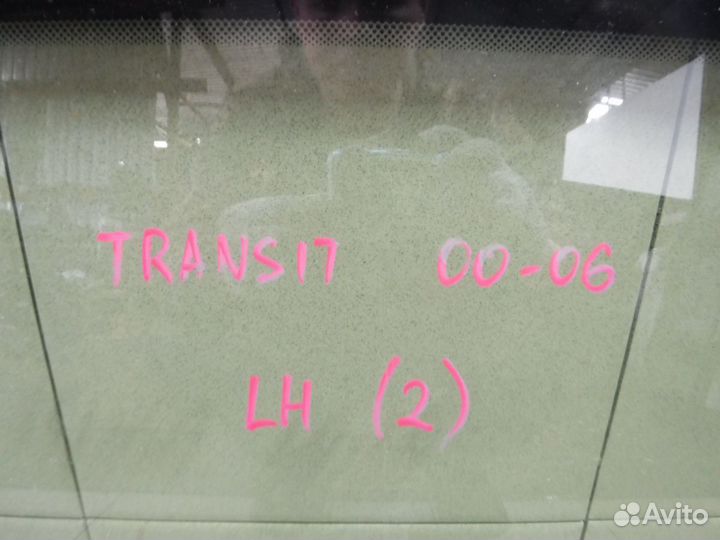 TRANSIT 00-06
LH (2)
Avito